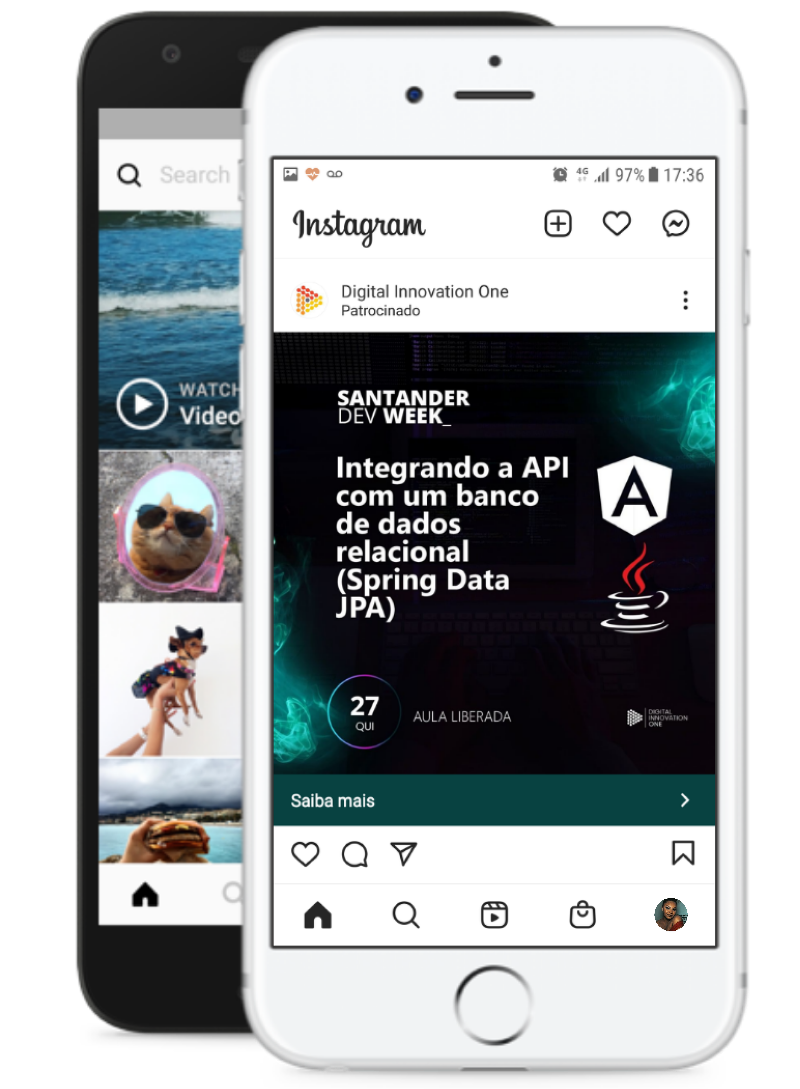 Search
WATCH
Video
4G
97%
17:36
Instagram
Digital Innovation One
Patrocinado
SANTANDER
DEV WEEK_
Integrando a API
com um banco
de dados
relacional
(Spring Data
JPA)
A
27
QUI
AULA LIBERADA
DIGITAL
INNOVATION
ONE
Saiba mais